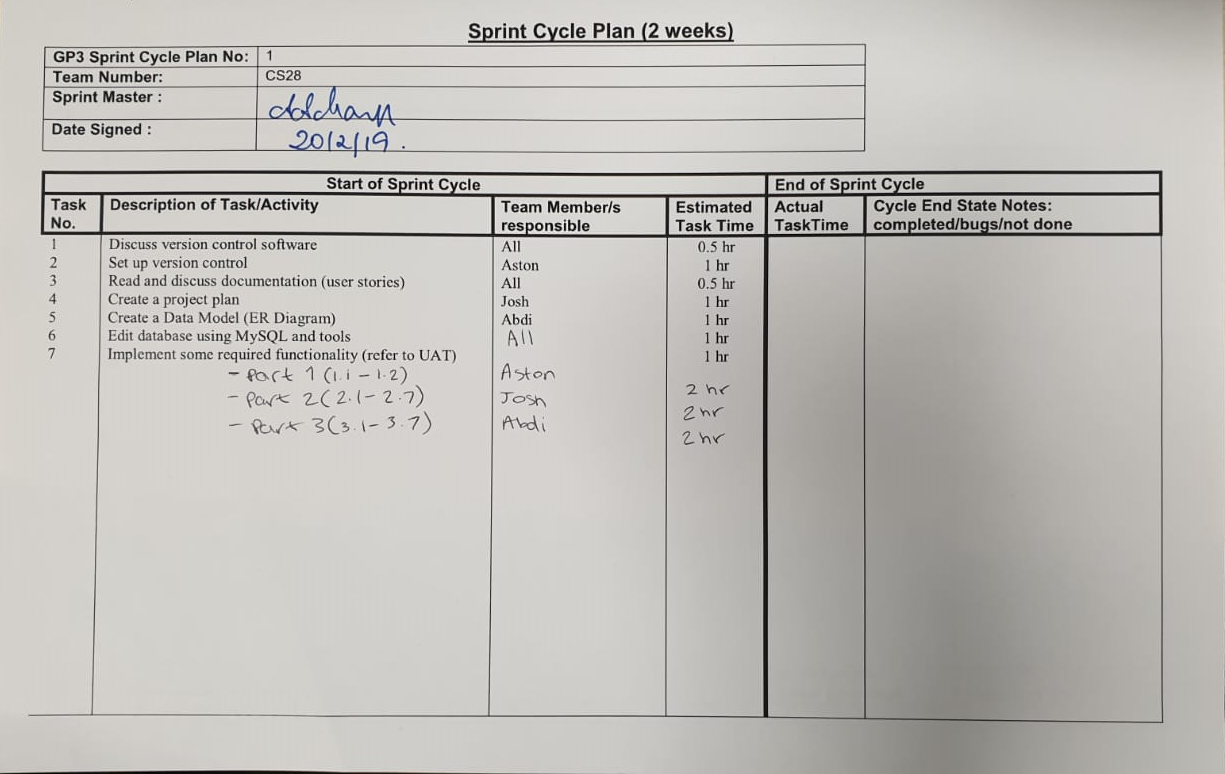 Sprint Cycle Plan (2 weeks)
GP3 Sprint Cycle Plan No: 1
Team Number: CS28
Sprint Master :
Date Signed : 20/2/19.
Start of Sprint Cycle End of Sprint Cycle
Task No. Description of Task/Activity Team Member/s responsible Estimated Task Time Actual TaskTime Cycle End State Notes: completed/bugs/not done
1 Discuss version control software All 0.5 hr
2 Set up version control Aston 1 hr
3 Read and discuss documentation (user stories) All 0.5 hr
4 Create a project plan Josh 1 hr
5 Create a Data Model (ER Diagram) Abdi 1 hr
6 Edit database using MySQL and tools All 1 hr
7 Implement some required functionality (refer to UAT) 1 hr
- Part 1 (1.1 - 1.2) Aston 2 hr
- Part 2 (2.1 - 2.7) Josh 2 hr
- Part 3 (3.1 - 3.7) Abdi 2 hr